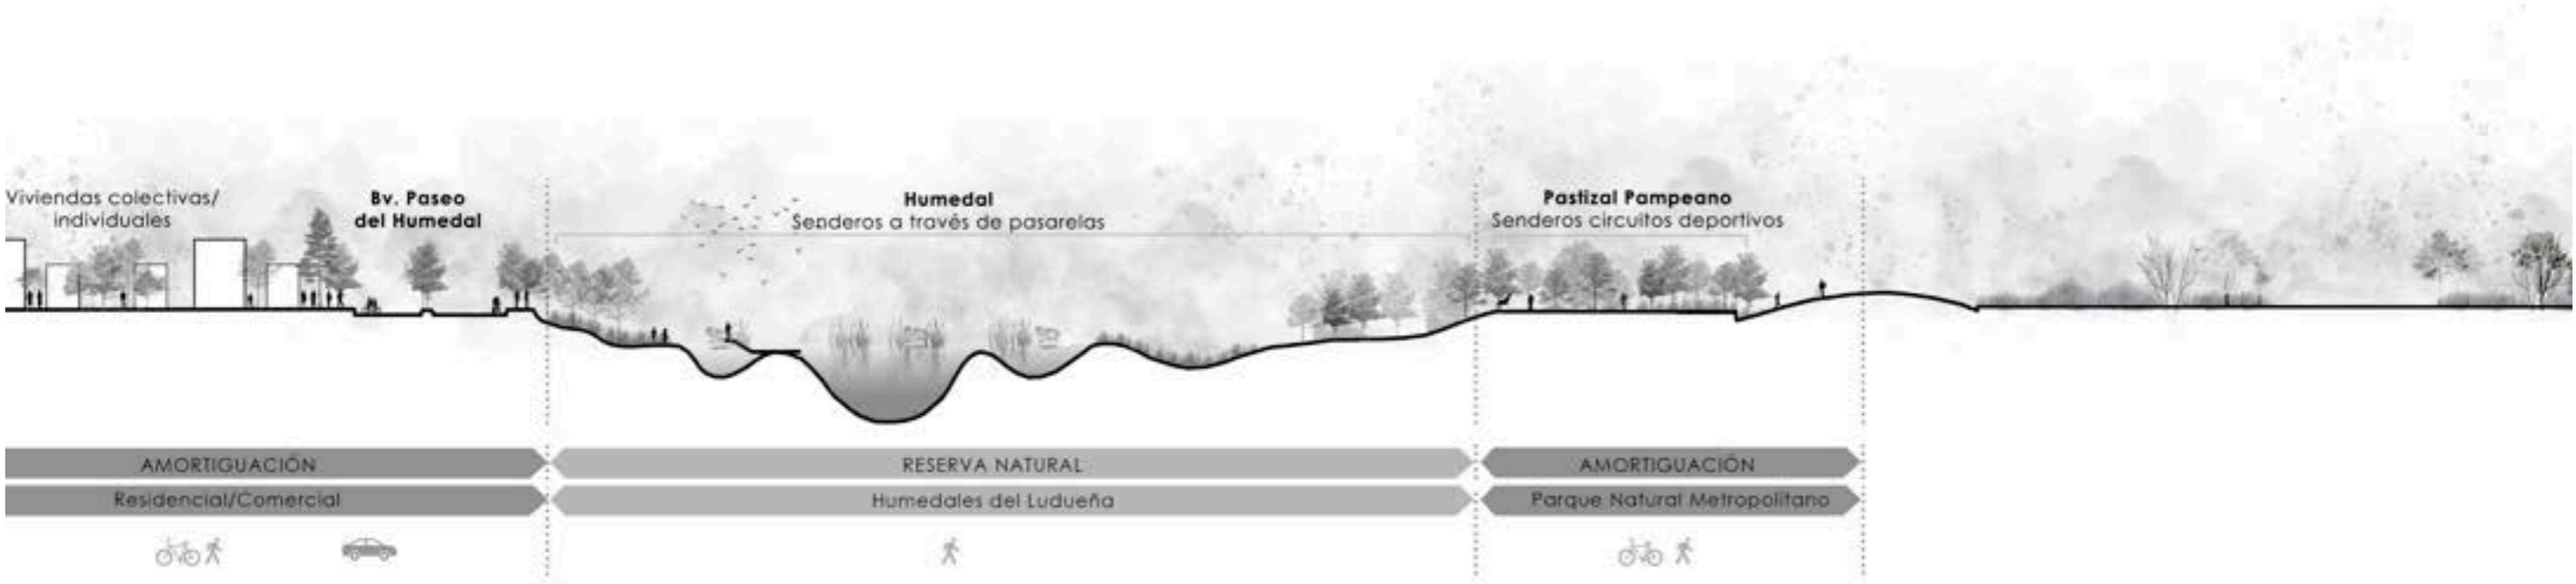 Viviendas colectivas/
individuales
Bv. Paseo
del Humedal
Humedal
Senderos a través de pasarelas
Pastizal Pampeano
Senderos circuitos deportivos
AMORTIGUACIÓN
RESERVA NATURAL
AMORTIGUACIÓN
Residencial/Comercial
Humedales del Ludueña
Parque Natural Metropolitano